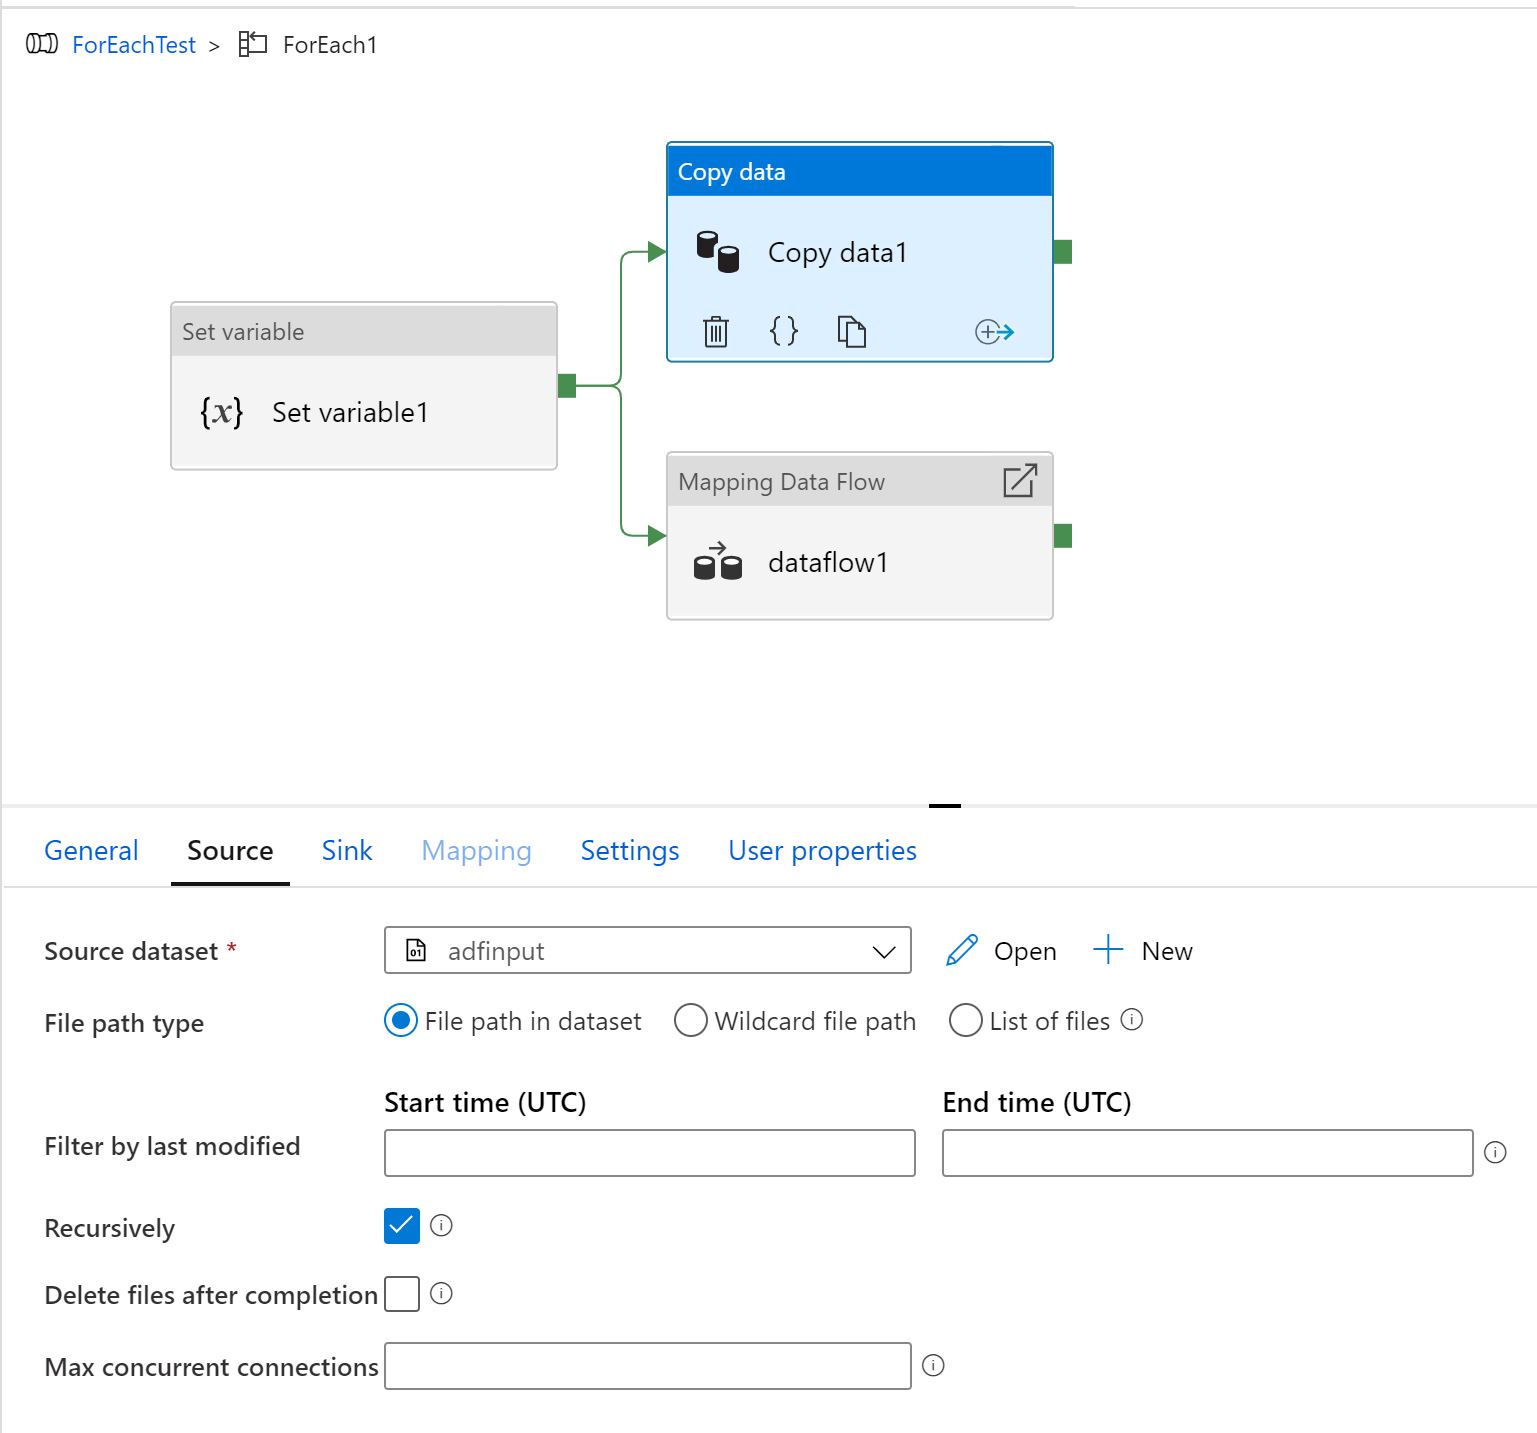 ForEachTest > ForEach1
Copy data
Copy data1
{ }
Set variable
{x} Set variable1
Mapping Data Flow
dataflow1
General Source Sink Mapping Settings User properties
Source dataset * 01 adfinput Open New
File path type File path in dataset Wildcard file path List of files
Start time (UTC) End time (UTC)
Filter by last modified
Recursively
Delete files after completion
Max concurrent connections